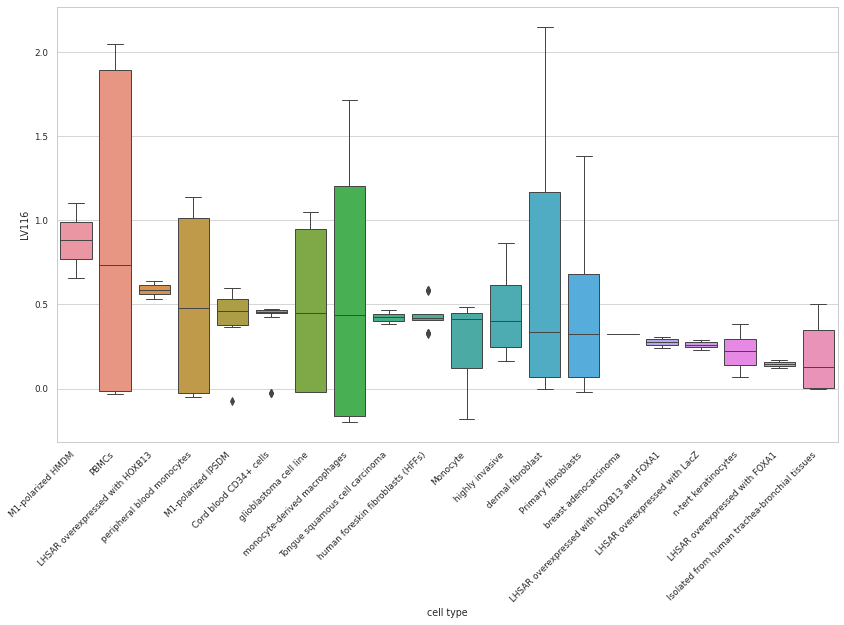 2.0
1.5
1.0
0.5
0.0
LV116
M1-polarized HMDM
PBMCs
LHSAR overexpressed with HOXB13
peripheral blood monocytes
M1-polarized IPSDM
Cord blood CD34+ cells
glioblastoma cell line
monocyte-derived macrophages
Tongue squamous cell carcinoma
human foreskin fibroblasts (HFFs)
Monocyte
highly invasive
dermal fibroblast
Primary fibroblasts
breast adenocarcinoma
LHSAR overexpressed with HOXB13 and FOXA1
LHSAR overexpressed with LacZ
n-tert keratinocytes
LHSAR overexpressed with FOXA1
Isolated from human trachea-bronchial tissues
cell type